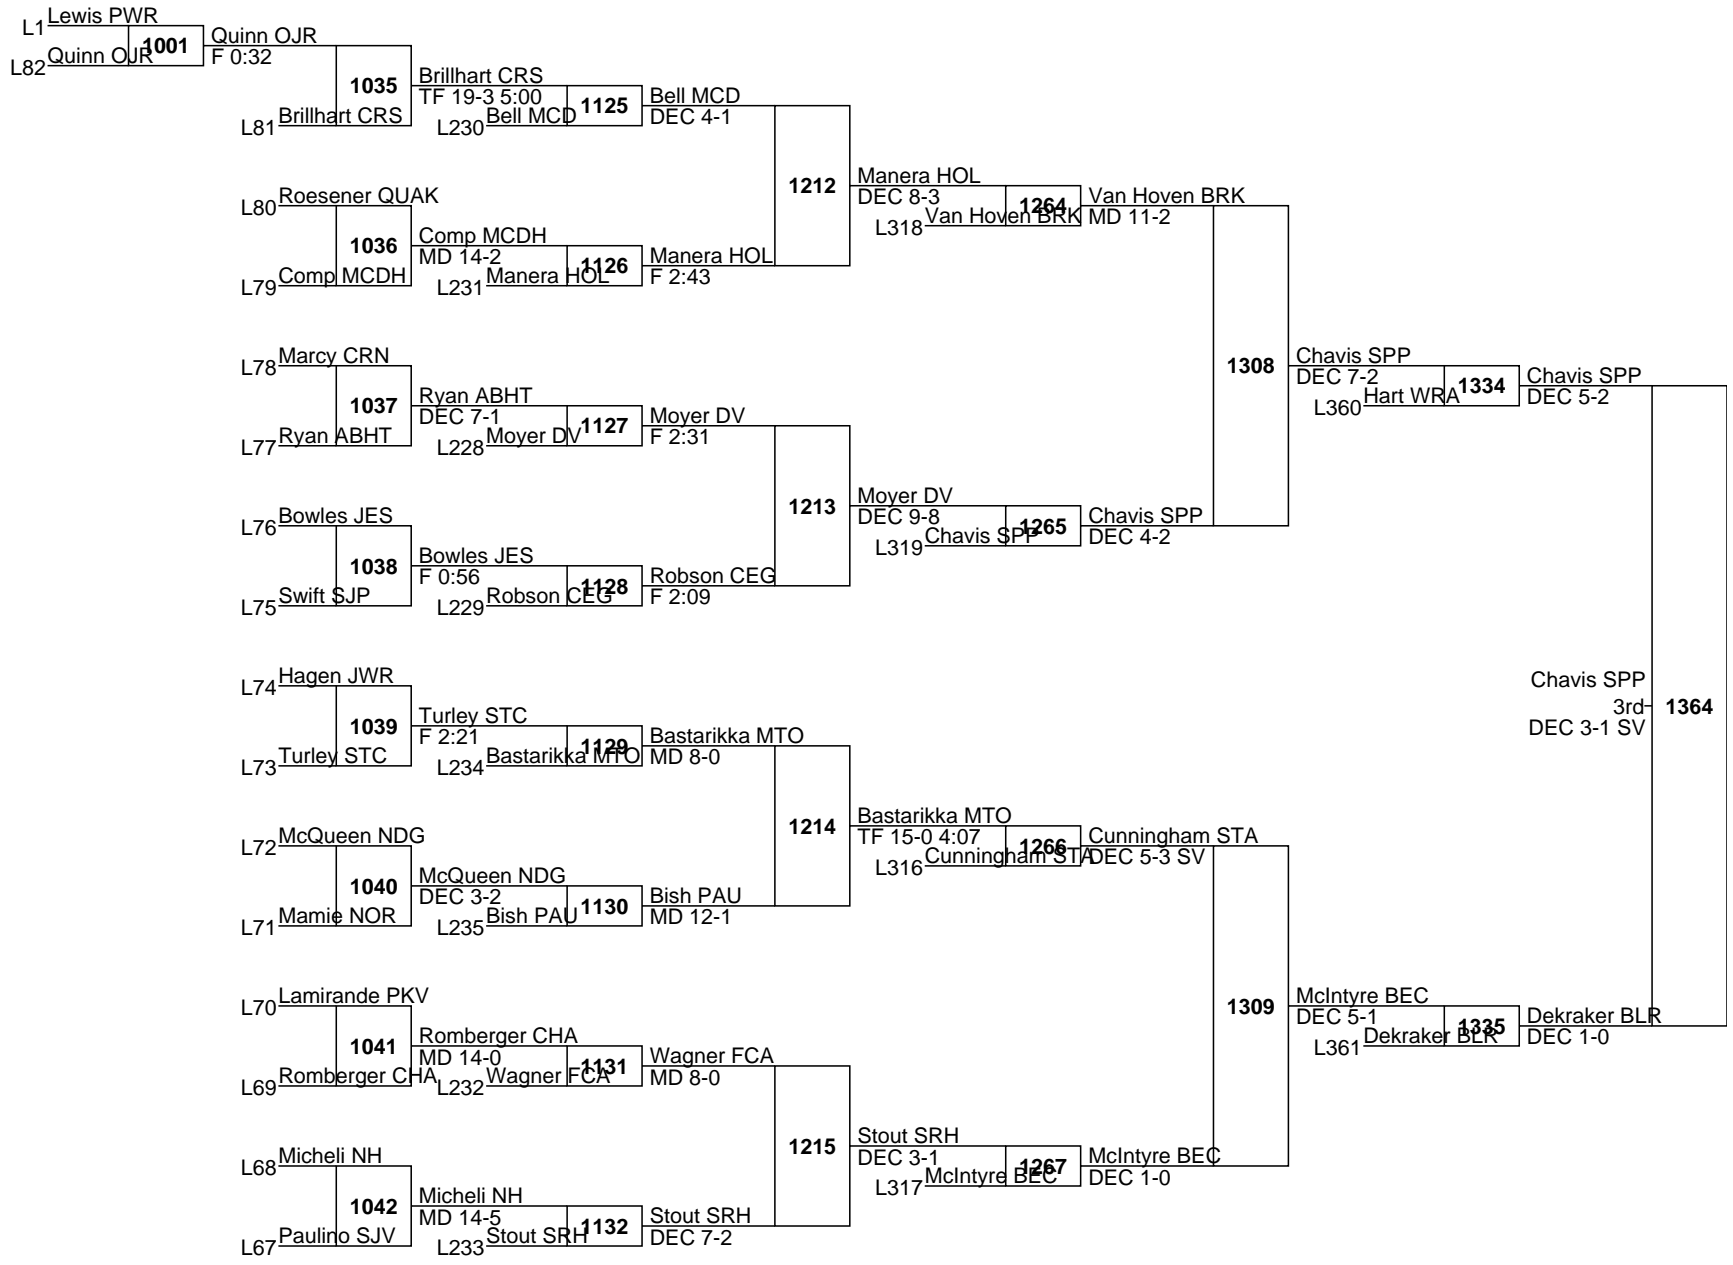 L1 Lewis PWR
1001
L82 Quinn OJR
Quinn OJR
F 0:32
1035
L81 Brillhart CRS
Brillhart CRS
TF 19-3 5:00
1125
L230 Bell MCD
Bell MCD
DEC 4-1
L80 Roesener QUAK
1036
L79 Comp MCDH
Comp MCDH
MD 14-2
1126
L231 Manera HOL
Manera HOL
F 2:43
1212
Manera HOL
DEC 8-3
1264
L318 Van Hoven BRK
Van Hoven BRK
MD 11-2
L78 Marcy CRN
1037
L77 Ryan ABHT
Ryan ABHT
DEC 7-1
1127
L228 Moyer DV
Moyer DV
F 2:31
L76 Bowles JES
1038
L75 Swift SJP
Bowles JES
F 0:56
1128
L229 Robson CEG
Robson CEG
F 2:09
1213
Moyer DV
DEC 9-8
1265
L319 Chavis SPP
Chavis SPP
DEC 4-2
1308
Chavis SPP
DEC 7-2
1334
L360 Hart WRA
Chavis SPP
DEC 5-2
L74 Hagen JWR
1039
L73 Turley STC
Turley STC
F 2:21
1129
L234 Bastarikka MTO
Bastarikka MTO
MD 8-0
L72 McQueen NDG
1040
L71 Mamie NOR
McQueen NDG
DEC 3-2
1130
L235 Bish PAU
Bish PAU
MD 12-1
1214
Bastarikka MTO
TF 15-0 4:07
1266
L316 Cunningham STA
Cunningham STA
DEC 5-3 SV
L70 Lamirande PKV
1041
L69 Romberger CHA
Romberger CHA
MD 14-0
1131
L232 Wagner FCA
Wagner FCA
MD 8-0
L68 Micheli NH
1042
L67 Paulino SJV
Micheli NH
MD 14-5
1132
L233 Stout SRH
Stout SRH
DEC 7-2
1215
Stout SRH
DEC 3-1
1267
L317 McIntyre BEC
McIntyre BEC
DEC 1-0
1309
McIntyre BEC
DEC 5-1
1335
L361 Dekraker BLR
Dekraker BLR
DEC 1-0
Chavis SPP
3rd 1364
DEC 3-1 SV